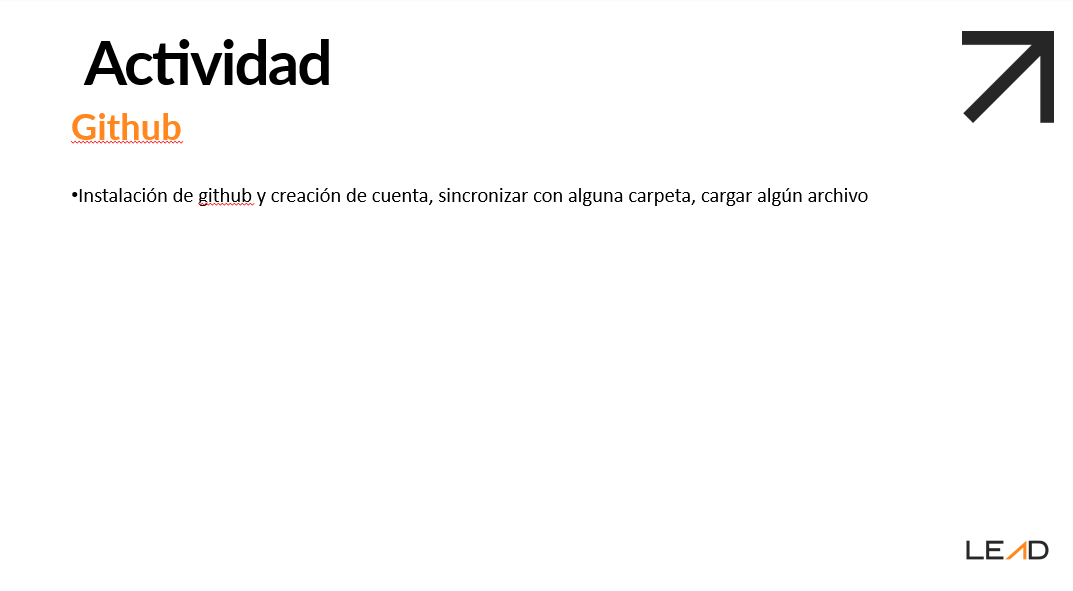 Actividad
Github
•Instalación de github y creación de cuenta, sincronizar con alguna carpeta, cargar algún archivo
LEAD